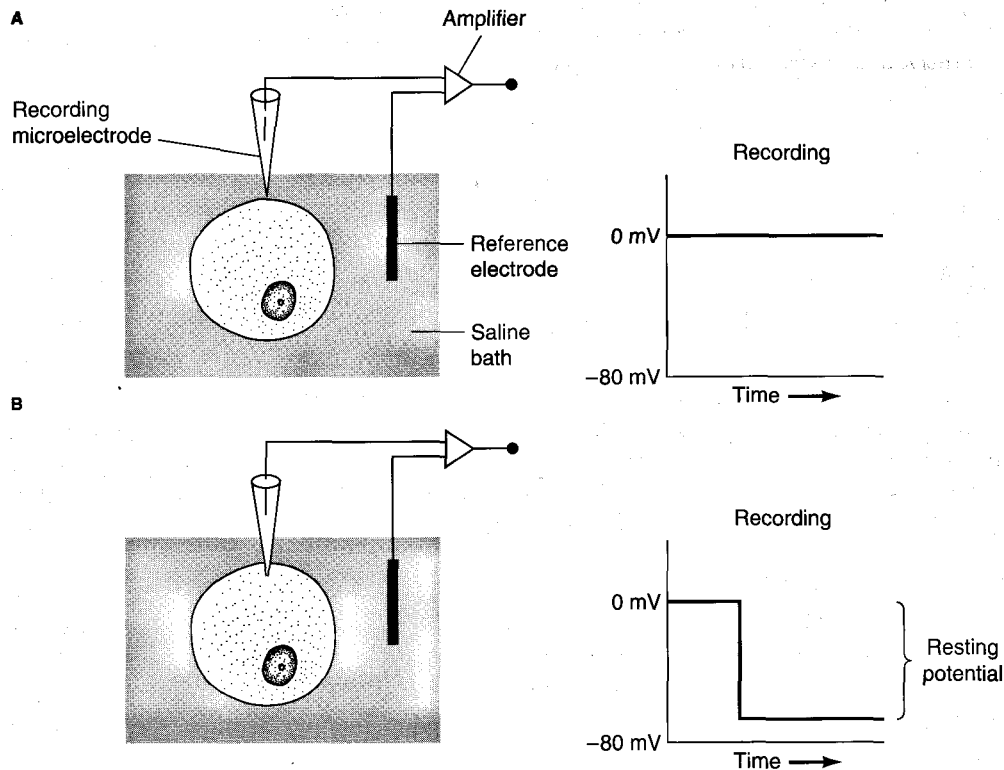 A
Amplifier
Recording
microelectrode
Reference
electrode
Saline
bath
Recording
0 mV
−80 mV
Time
B
Recording
0 mV
−80 mV
Time
Resting
potential